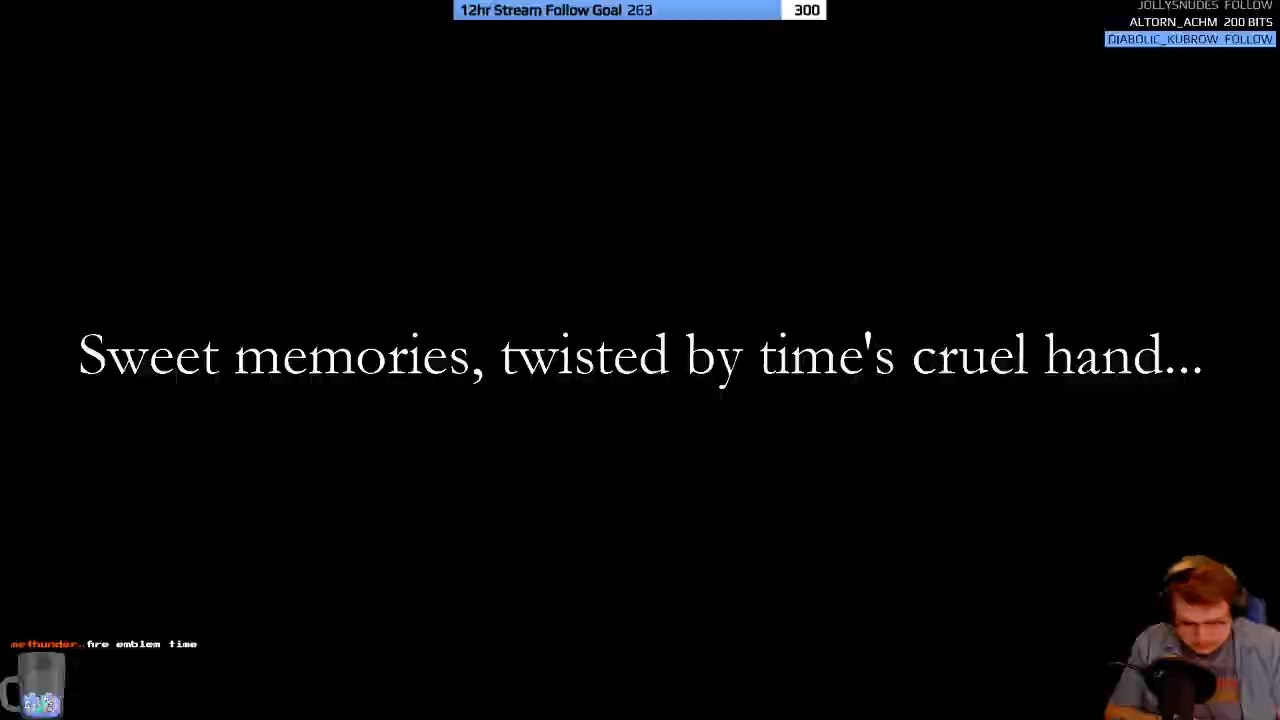 12hr Stream Follow Goal 263 300
JOLLYSNUDES FOLLOW
ALTORN_ACHM 200 BITS
DIABOLIC_KUBROW FOLLOW
Sweet memories, twisted by time's cruel hand...
methunder: fire emblem time